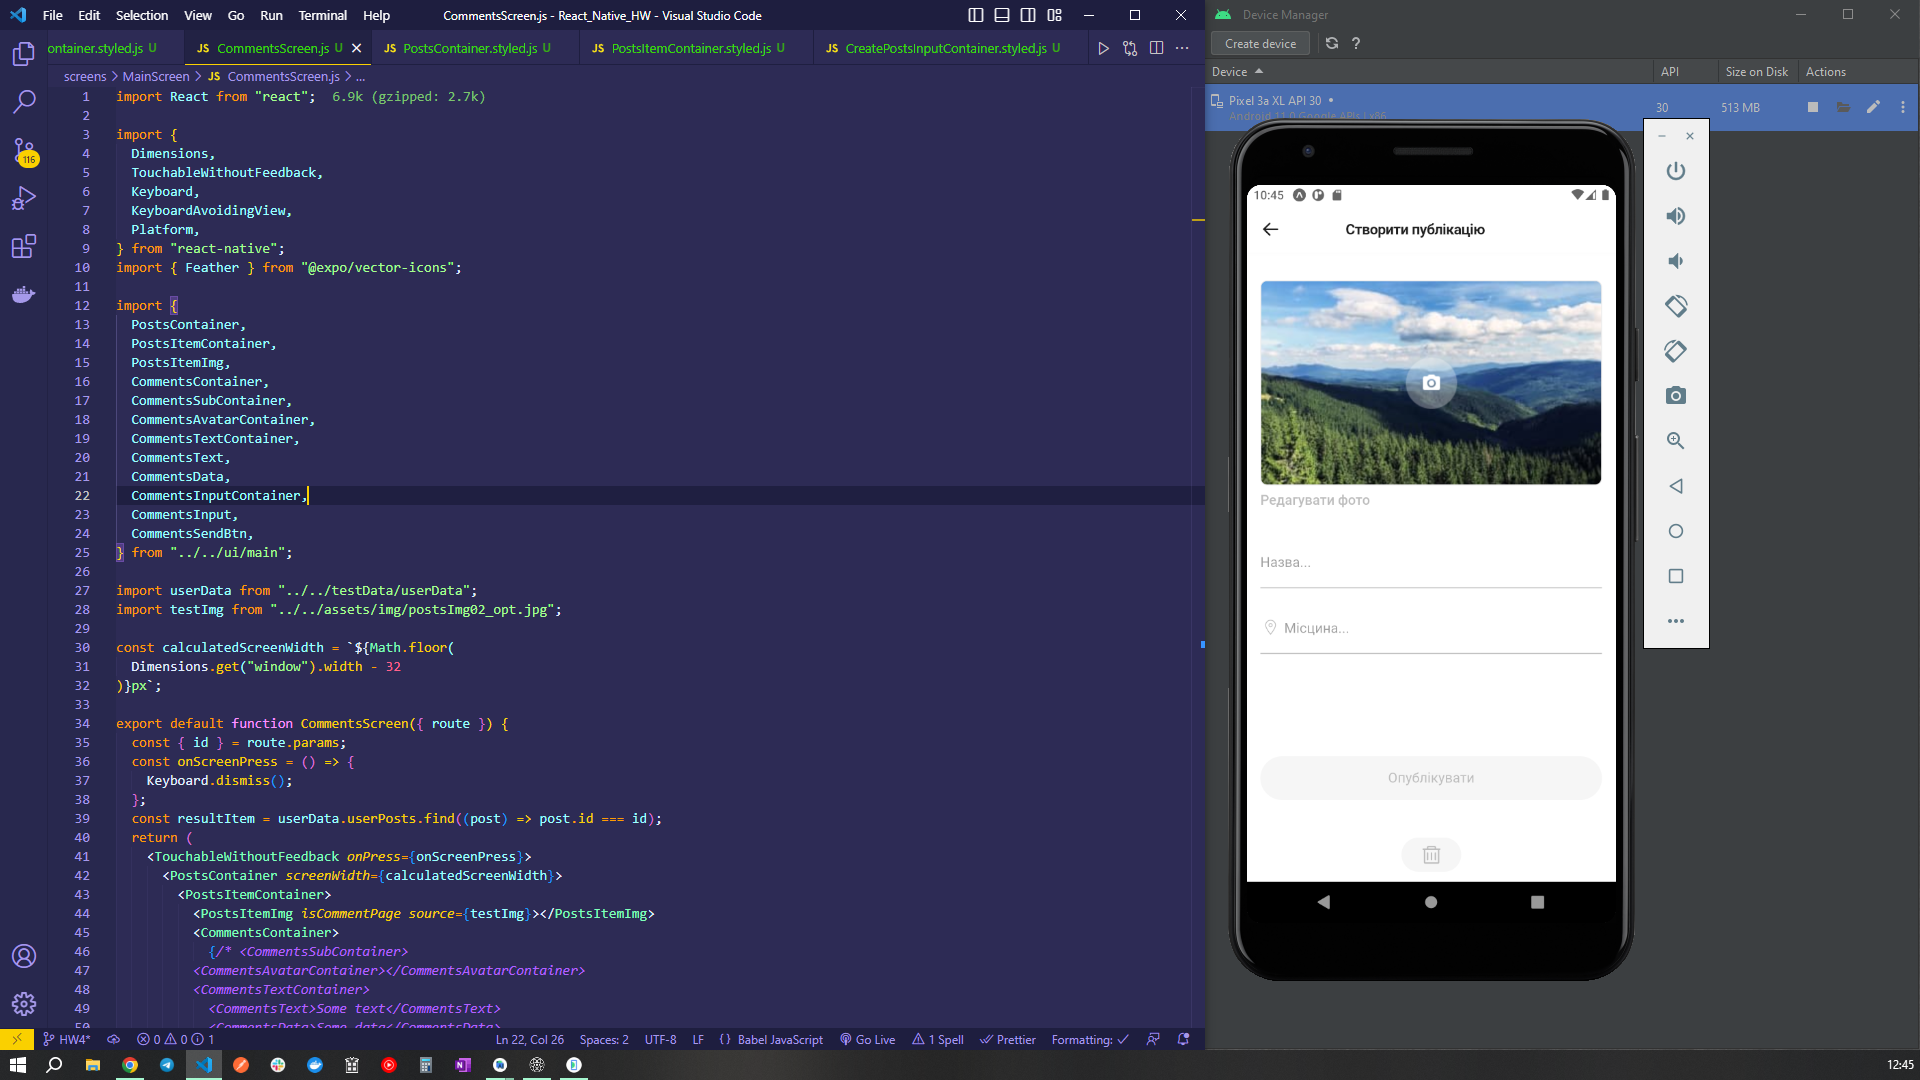 File Edit Selection View Go Run Terminal Help
CommentsScreen.js - React_Native_HW - Visual Studio Code
ontainer.styled.js U
JS CommentsScreen.js U
JS PostsContainer.styled.js U
JS PostsItemContainer.styled.js U
JS CreatePostsInputContainer.styled.js U
screens > MainScreen > JS CommentsScreen.js > ...
1 import React from "react"; 6.9k (gzipped: 2.7k)
2
3 import {
4 Dimensions,
5 TouchableWithoutFeedback,
6 Keyboard,
7 KeyboardAvoidingView,
8 Platform,
9 } from "react-native";
10 import { Feather } from "@expo/vector-icons";
11
12 import {
13 PostsContainer,
14 PostsItemContainer,
15 PostsItemImg,
16 CommentsContainer,
17 CommentsSubContainer,
18 CommentsAvatarContainer,
19 CommentsTextContainer,
20 CommentsText,
21 CommentsData,
22 CommentsInputContainer,
23 CommentsInput,
24 CommentsSendBtn,
25 } from "../../ui/main";
26
27 import userData from "../../testData/userData";
28 import testImg from "../../assets/img/postsImg02_opt.jpg";
29
30 const calculatedScreenWidth = `${Math.floor(
31 Dimensions.get("window").width - 32
32 )}px`;
33
34 export default function CommentsScreen({ route }) {
35 const { id } = route.params;
36 const onScreenPress = () => {
37 Keyboard.dismiss();
38 };
39 const resultItem = userData.userPosts.find((post) => post.id === id);
40 return (
41 <TouchableWithoutFeedback onPress={onScreenPress}>
42 <PostsContainer screenWidth={calculatedScreenWidth}>
43 <PostsItemContainer>
44 <PostsItemImg isCommentPage source={testImg}></PostsItemImg>
45 <CommentsContainer>
46 {/* <CommentsSubContainer>
47 <CommentsAvatarContainer></CommentsAvatarContainer>
48 <CommentsTextContainer>
49 <CommentsText>Some text</CommentsText>
50 <CommentsData>Some data</CommentsData>
116
HW4* 0 0 1
Ln 22, Col 26 Spaces: 2 UTF-8 LF {} Babel JavaScript Go Live 1 Spell Prettier Formatting:
Device Manager
Create device ?
Device API Size on Disk Actions
Pixel 3a XL API 30 • 30 513 MB
Android 11.0 Google APIs | x86
10:45
Створити публікацію
Редагувати фото
Назва...
Місцина...
Опублікувати
12:45